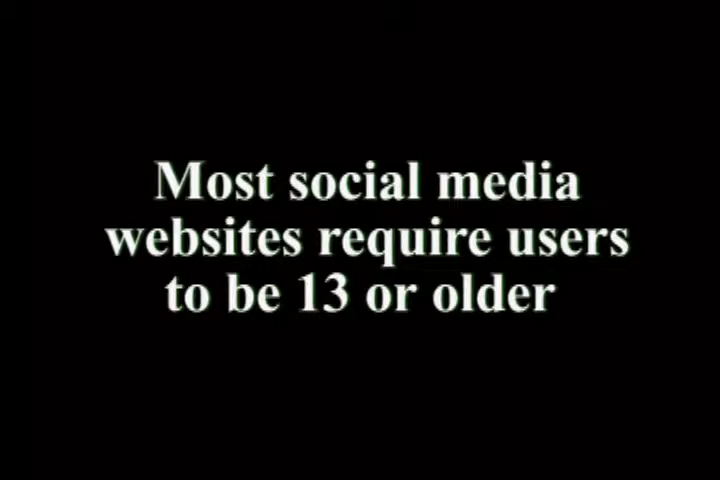 Most social media
websites require users
to be 13 or older